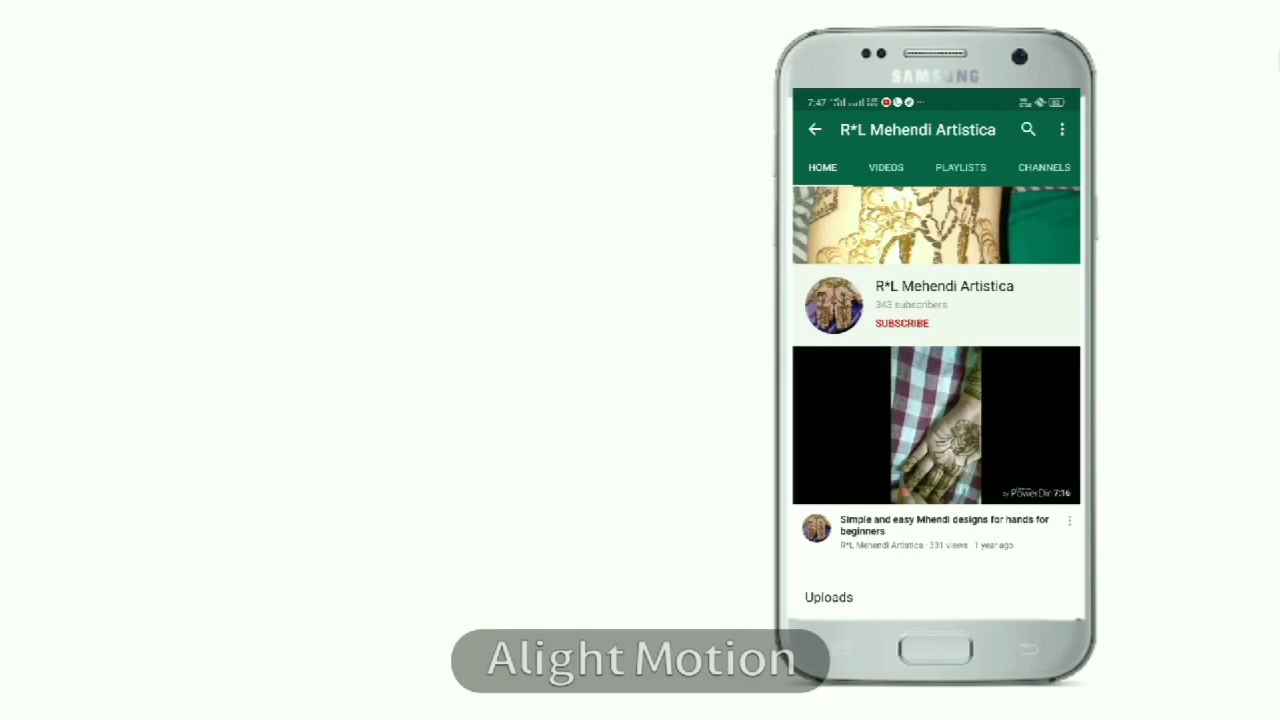 SAMSUNG
7:47
R*L Mehendi Artistica
HOME VIDEOS PLAYLISTS CHANNELS
R*L Mehendi Artistica
343 subscribers
SUBSCRIBE
by PowerDir 7:16
Simple and easy Mhendi designs for hands for
beginners
R*L Mehendi Artistica · 331 views · 1 year ago
Uploads
Alight Motion